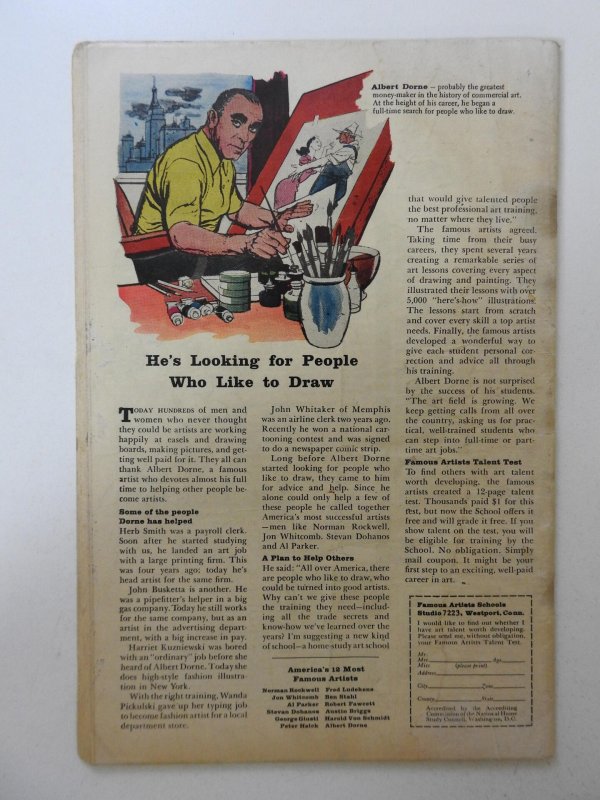 Albert Dorne – probably the greatest
money-maker in the history of commercial art.
At the height of his career, he began a
full-time search for people who like to draw.
He's Looking for People
Who Like to Draw
TODAY HUNDREDS of men and
women who never thought
they could be artists are working
happily at easels and drawing
boards, making pictures, and get-
ting well paid for it. They all can
thank Albert Dorne, a famous
artist who devotes almost his full
time to helping other people be-
come artists.
Some of the people
Dorne has helped
Herb Smith was a payroll clerk.
Soon after he started studying
with us, he landed an art job
with a large printing firm. This
was four years ago; today he's
head artist for the same firm.
John Busketta is another. He
was a pipefitter's helper in a big
gas company. Today he still works
for the same company, but as an
artist in the advertising depart-
ment, with a big increase in pay.
Harriet Kuzniewski was bored
with an "ordinary" job before she
heard of Albert Dorne. Today she
does high-style fashion illustra-
tion in New York.
With the right training, Wanda
Pickulski gave up her typing job
to become fashion artist for a local
department store.
John Whitaker of Memphis
was an airline clerk two years ago.
Recently he won a national car-
tooning contest and was signed
to do a newspaper comic strip.
Long before Albert Dorne
started looking for people who
like to draw, they came to him
for advice and help. Since he
alone could only help a few of
these people he called together
America's most successful artists
—men like Norman Rockwell,
Jon Whitcomb, Stevan Dohanos
and Al Parker.
A Plan to Help Others
He said: "All over America, there
are people who like to draw, who
could be turned into good artists.
Why can't we give these people
the training they need—includ-
ing all the trade secrets and
know-how we've learned over the
years? I'm suggesting a new kind
of school—a home-study art school
America's 12 Most
Famous Artists
Norman Rockwell Fred Ludekens
Jon Whitcomb Ben Stahl
Al Parker Robert Fawcett
Stevan Dohanos Austin Briggs
George Giusti Harold Von Schmidt
Peter Helck Albert Dorne
that would give talented people
the best professional art training,
no matter where they live."
The famous artists agreed.
Taking time from their busy
careers, they spent several years
creating a remarkable series of
art lessons covering every aspect
of drawing and painting. They
illustrated their lessons with over
5,000 "here's-how" illustrations.
The lessons start from scratch
and cover every skill a top artist
needs. Finally, the famous artists
developed a wonderful way to
give each student personal cor-
rection and advice all through
his training.
Albert Dorne is not surprised
by the success of his students.
"The art field is growing. We
keep getting calls from all over
the country, asking us for prac-
tical, well-trained students who
can step into full-time or part-
time art jobs."
Famous Artists Talent Test
To find others with art talent
worth developing, the famous
artists created a 12-page talent
test. Thousands paid $1 for this
test, but now the School offers it
free and will grade it free. If you
show talent on the test, you will
be eligible for training by the
School. No obligation. Simply
mail coupon. It might be your
first step to an exciting, well-paid
career in art.
Famous Artists Schools
Studio 7223, Westport, Conn.
I would like to find out whether I
have art talent worth developing.
Please send me, without obligation,
your Famous Artists Talent Test.
Mr.
Mrs. Age
Miss (please print)
Address
City Zone
County State
Accredited by the Accrediting
Commission of the National Home
Study Council, Washington, D.C.